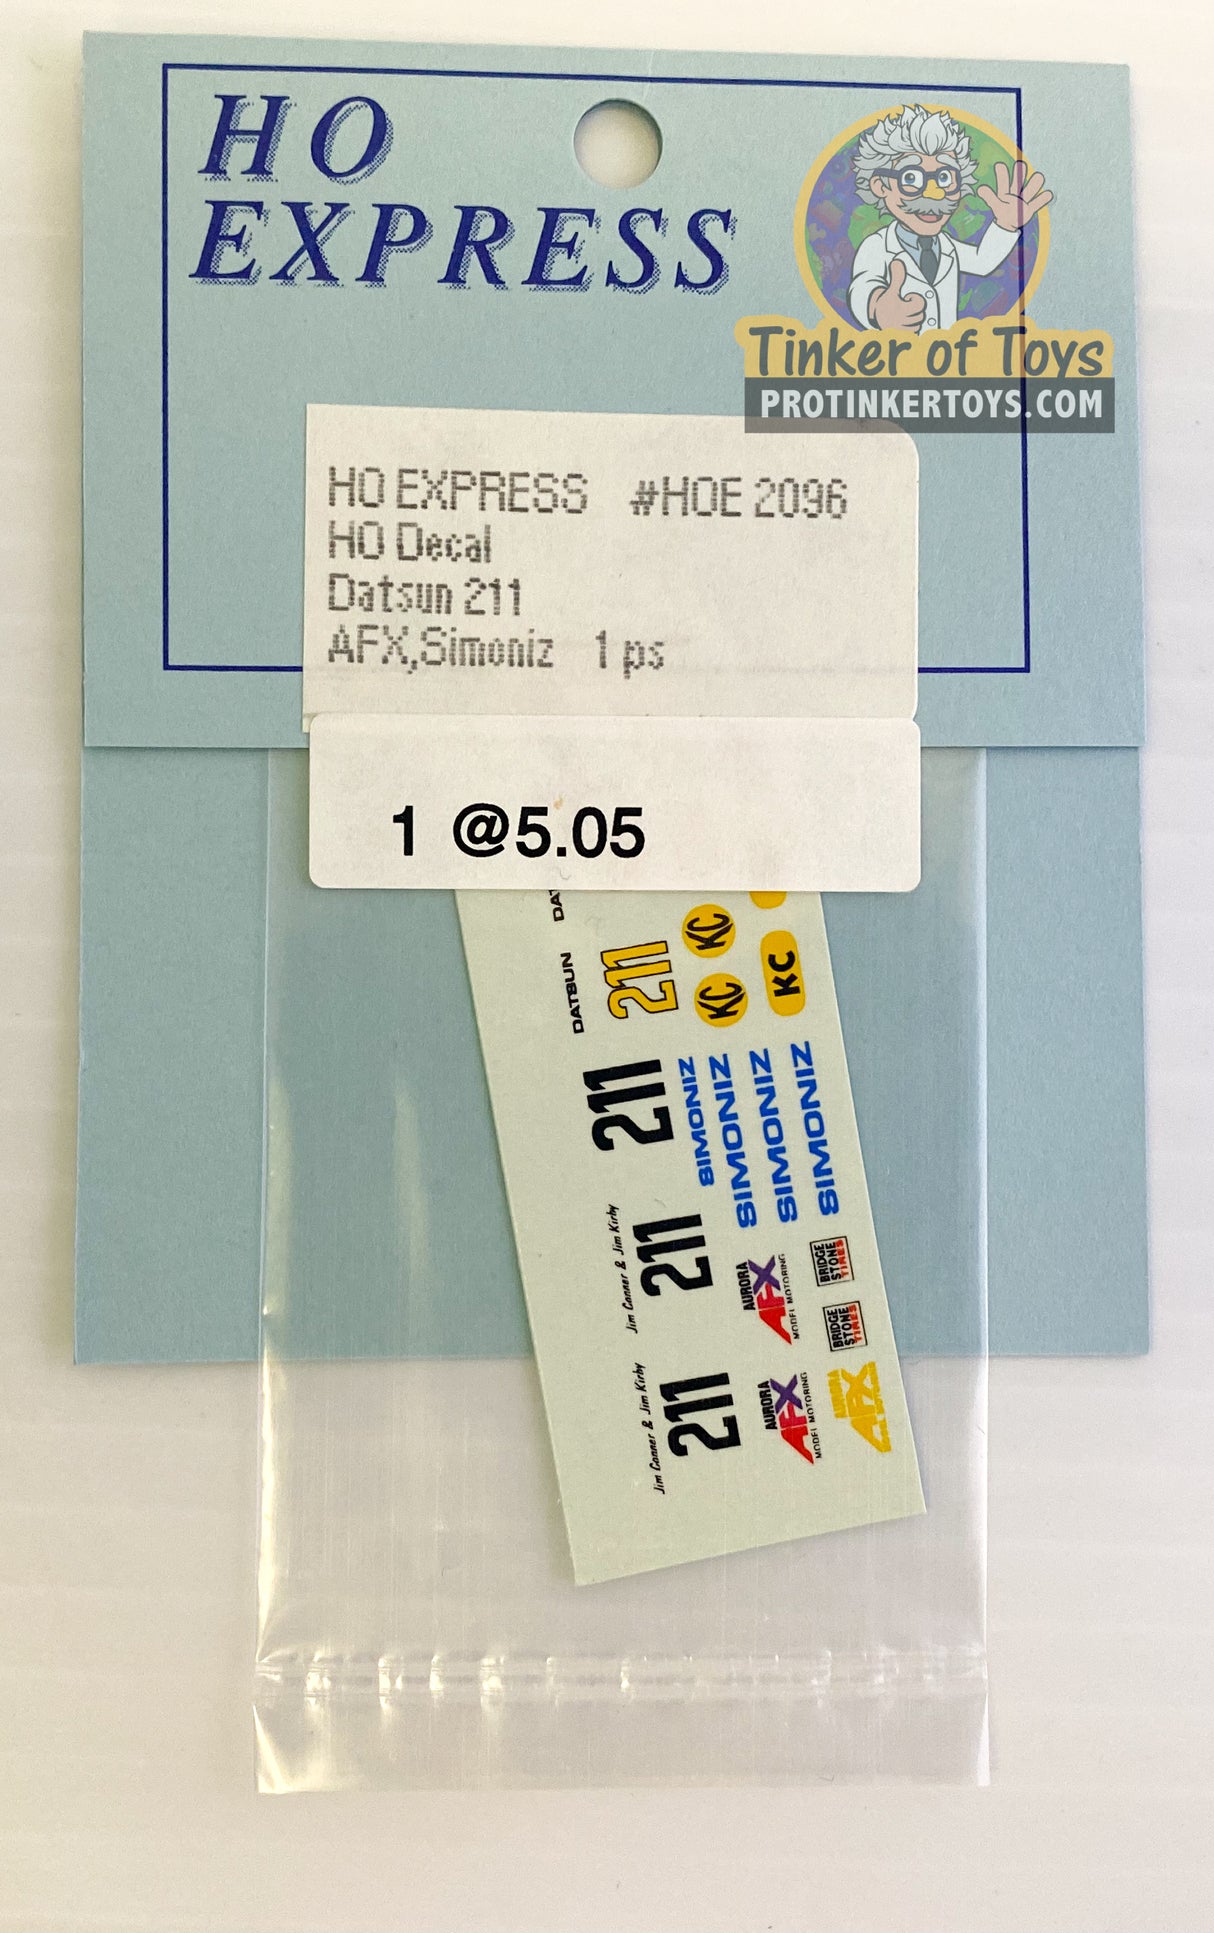 HO
EXPRESS
Tinker of Toys
PROTINKERTOYS.COM
HO EXPRESS #HOE 2096
HO Decal
Datsun 211
AFX,Simoniz 1 ps
1 @5.05
DAT
DATSUN
211
KC
KC
KC
211
SIMONIZ
SIMONIZ
SIMONIZ
SIMONIZ
Jim Conner & Jim Kirby
211
AURORA
AFX
MODEL MOTORING
BRIDGE
STONE
TIRES
BRIDGE
STONE
TIRES
Jim Conner & Jim Kirby
211
AURORA
AFX
MODEL MOTORING
AURORA
AFX